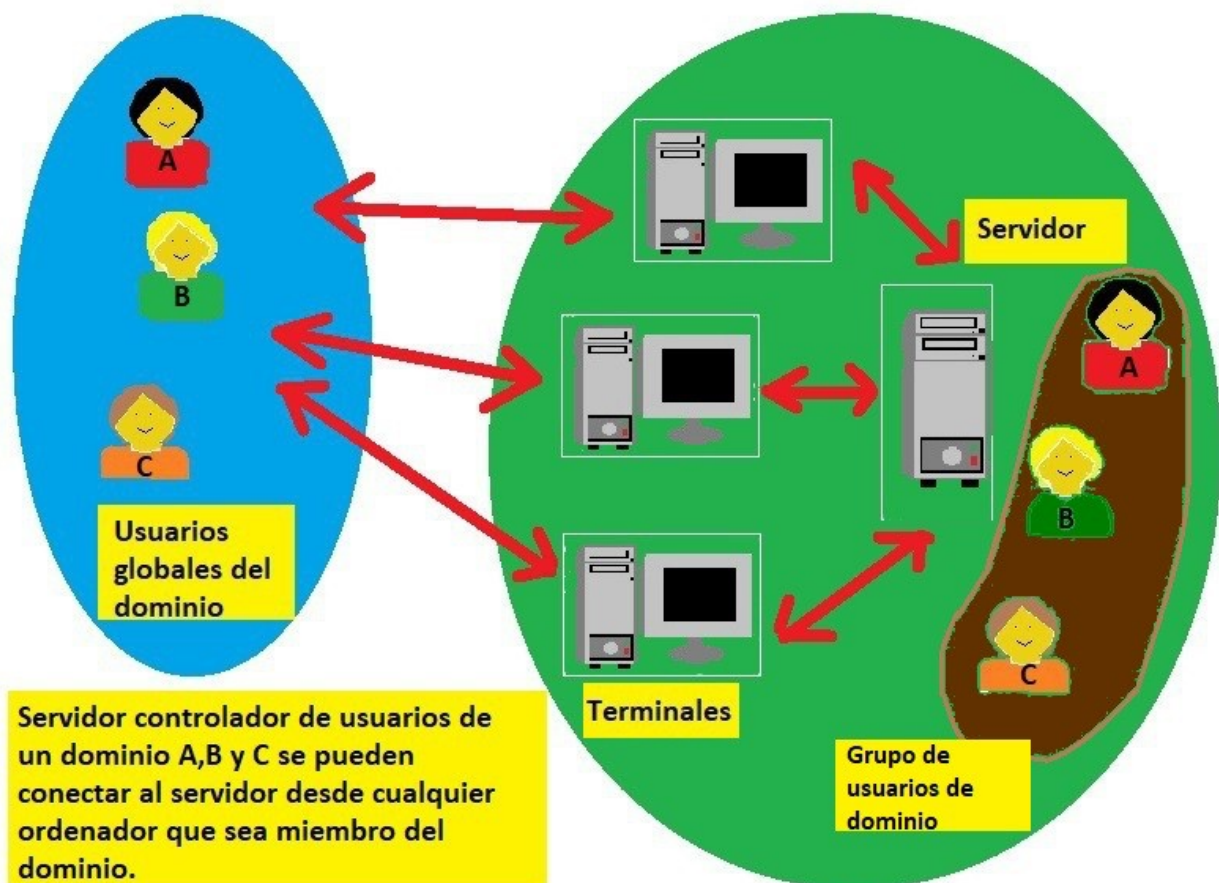 A
B
C
Usuarios
globales del
dominio
Servidor controlador de usuarios de
un dominio A,B y C se pueden
conectar al servidor desde cualquier
ordenador que sea miembro del
dominio.
Terminales
Servidor
A
B
C
Grupo de
usuarios de
dominio